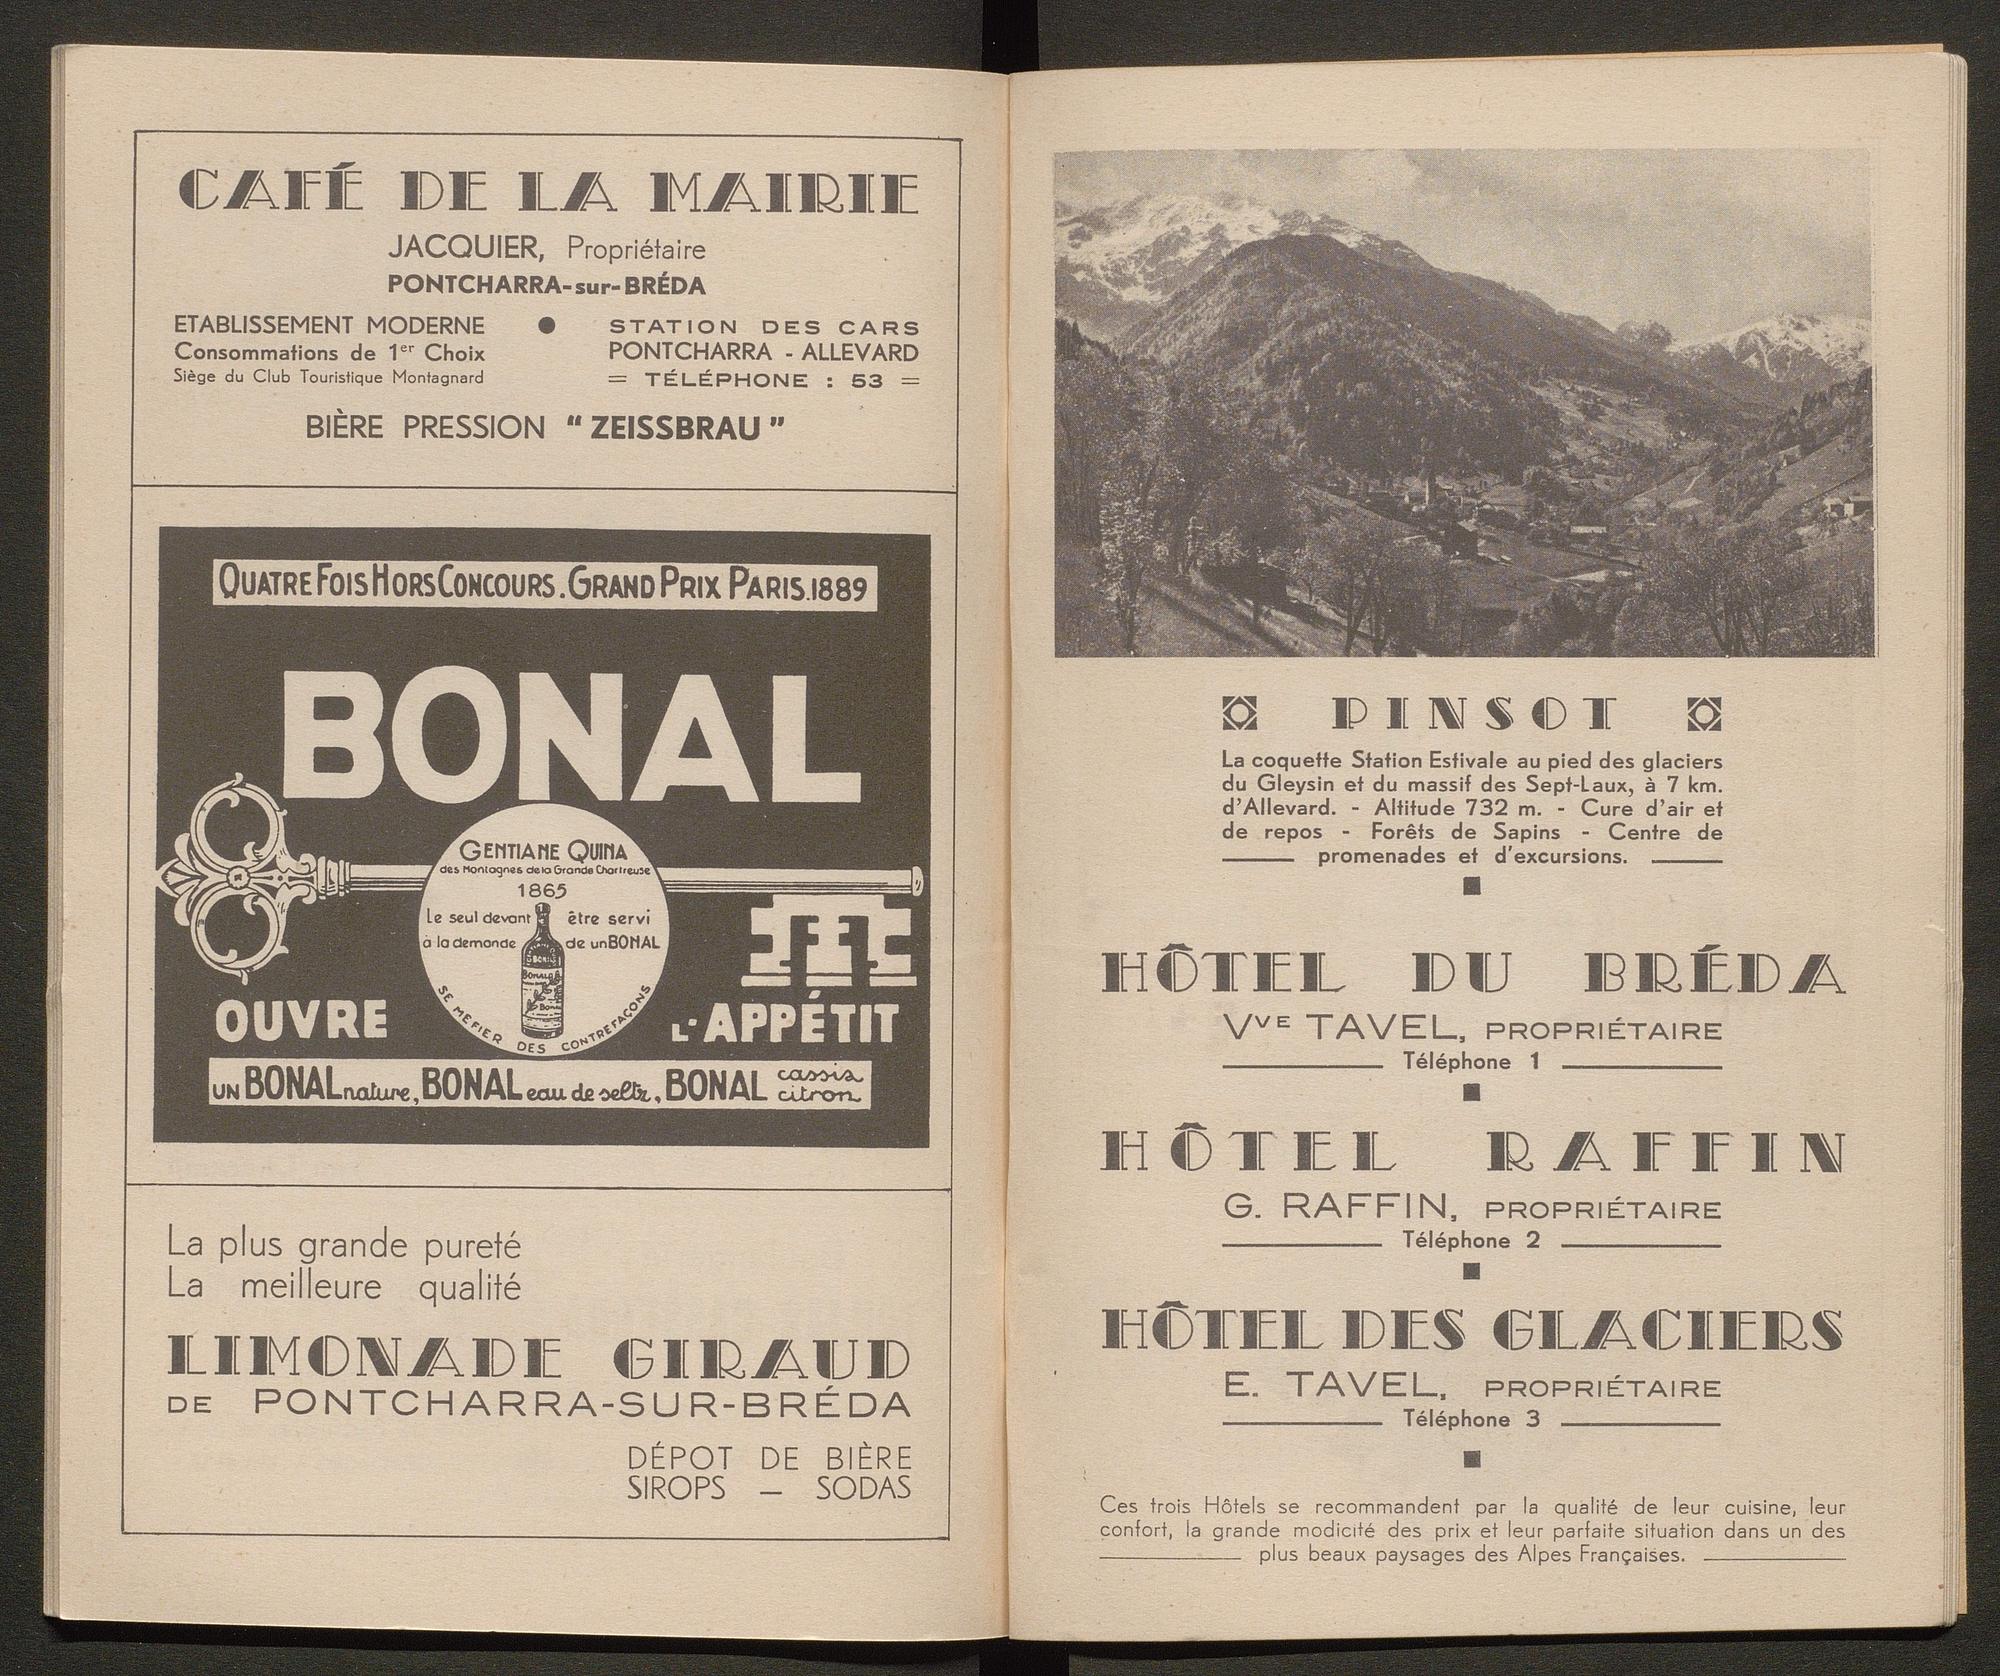 CAFÉ DE LA MAIRIE
JACQUIER, Propriétaire
PONTCHARRA-sur-BRÉDA
ETABLISSEMENT MODERNE
Consommations de 1er Choix
Siège du Club Touristique Montagnard
STATION DES CARS
PONTCHARRA - ALLEVARD
= TÉLÉPHONE : 53 =
BIÈRE PRESSION “ ZEISSBRAU ”
QUATRE FOIS HORS CONCOURS. GRAND PRIX PARIS.1889
BONAL
GENTIANE QUINA
des Montagnes de la Grande Chartreuse
1865
Le seul devant être servi
à la demande de un BONAL
BONAL
SE MEFIER DES CONTREFAÇONS
OUVRE L'APPÉTIT
UN BONAL nature, BONAL eau de seltz, BONAL cassis
citron
La plus grande pureté
La meilleure qualité
LIMONADE GIRAUD
DE PONTCHARRA-SUR-BRÉDA
DÉPOT DE BIÈRE
SIROPS — SODAS
PINSOT
La coquette Station Estivale au pied des glaciers
du Gleysin et du massif des Sept-Laux, à 7 km.
d'Allevard. - Altitude 732 m. - Cure d'air et
de repos - Forêts de Sapins - Centre de
promenades et d'excursions.
HÔTEL DU BRÉDA
Vve TAVEL, PROPRIÉTAIRE
Téléphone 1
HÔTEL RAFFIN
G. RAFFIN, PROPRIÉTAIRE
Téléphone 2
HÔTEL DES GLACIERS
E. TAVEL, PROPRIÉTAIRE
Téléphone 3
Ces trois Hôtels se recommandent par la qualité de leur cuisine, leur
confort, la grande modicité des prix et leur parfaite situation dans un des
plus beaux paysages des Alpes Françaises.